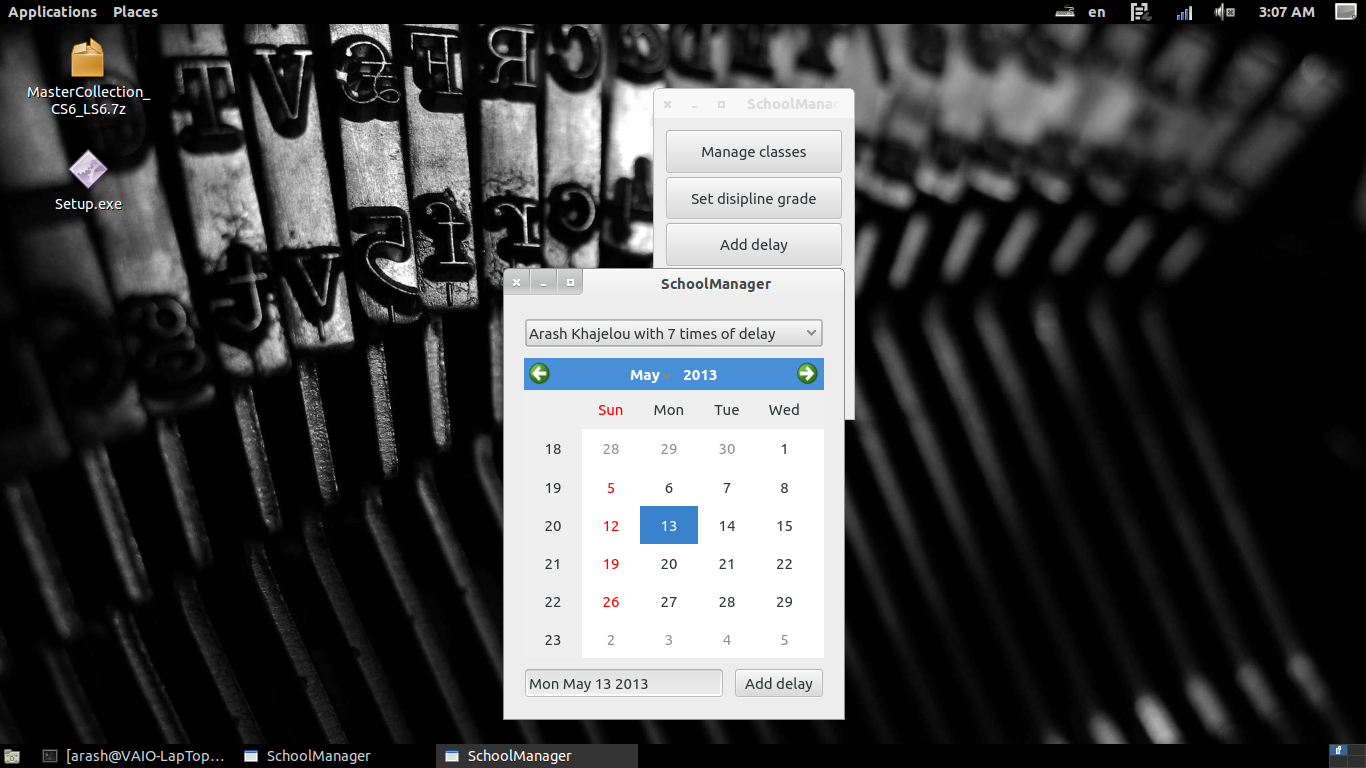 Applications Places en 3:07 AM
MasterCollection_
CS6_LS6.7z
Setup.exe
SchoolMana
Manage classes
Set disipline grade
Add delay
SchoolManager
Arash Khajelou with 7 times of delay
May 2013
Sun Mon Tue Wed
18 28 29 30 1
19 5 6 7 8
20 12 13 14 15
21 19 20 21 22
22 26 27 28 29
23 2 3 4 5
Mon May 13 2013 Add delay
[arash@VAIO-LapTop... SchoolManager SchoolManager